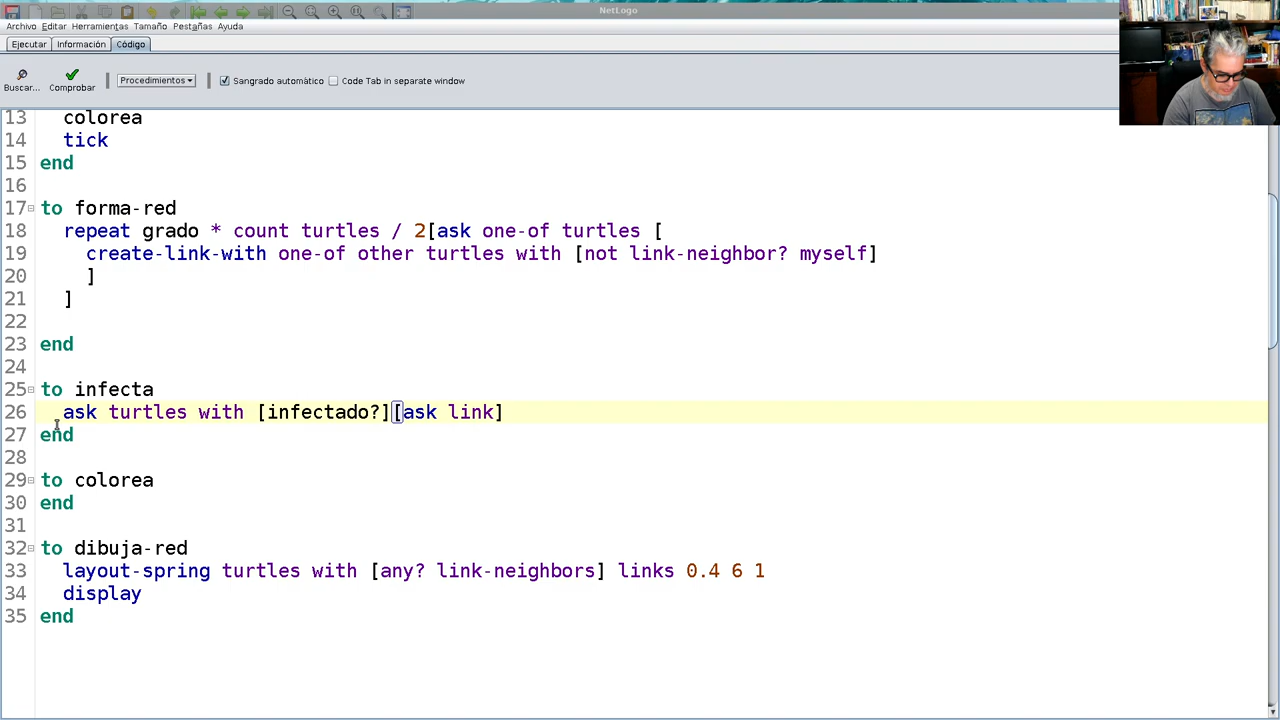 NetLogo
Archivo Editar Herramientas Tamaño Pestañas Ayuda
Ejecutar Información Código
Buscar... Comprobar Procedimientos Sangrado automático Code Tab in separate window
13 colorea
14 tick
15 end
16
17 to forma-red
18 repeat grado * count turtles / 2[ask one-of turtles [
19 create-link-with one-of other turtles with [not link-neighbor? myself]
20 ]
21 ]
22
23 end
24
25 to infecta
26 ask turtles with [infectado?][ask link]
27 end
28
29 to colorea
30 end
31
32 to dibuja-red
33 layout-spring turtles with [any? link-neighbors] links 0.4 6 1
34 display
35 end